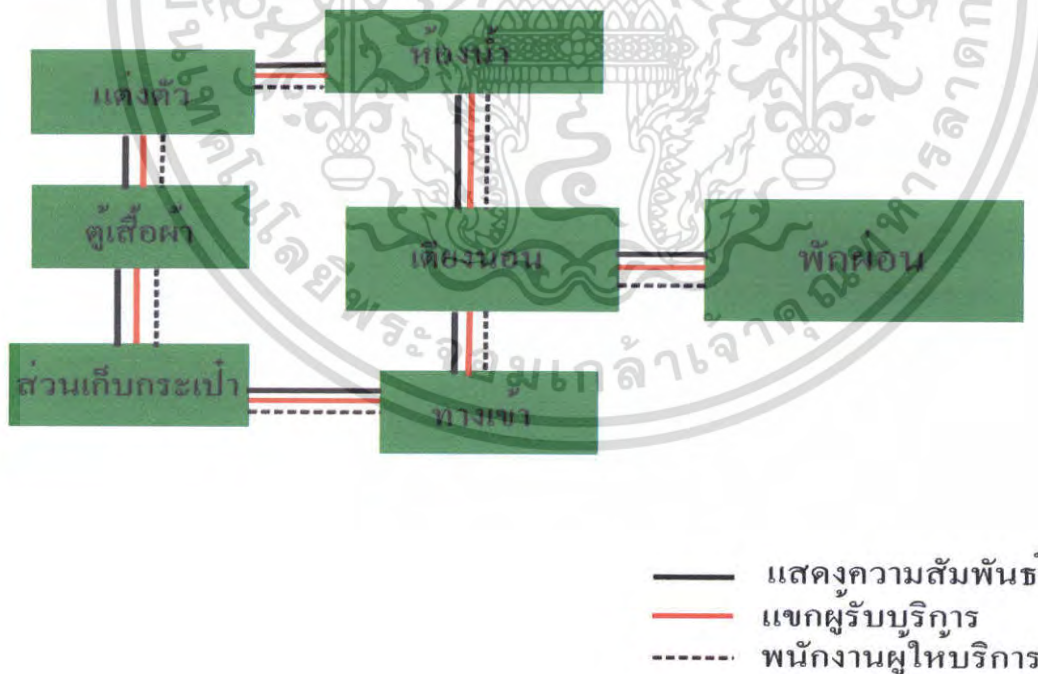 ห้องน้ำ
แต่งตัว
ตู้เสื้อผ้า
เตียงนอน
พักผ่อน
ส่วนเก็บกระเป๋า
ทางเข้า
แสดงความสัมพันธ์
แขกผู้รับบริการ
พนักงานผู้ให้บริการ